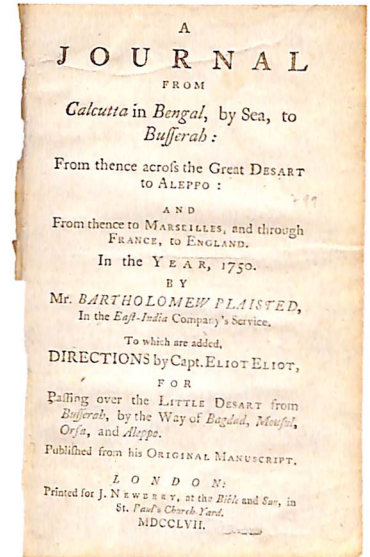 A
JOURNAL
FROM
Calcutta in Bengal, by Sea, to
Buſſerah:
From thence acroſs the Great DESART
to ALEPPO:
AND
From thence to MARSEILLES, and through
FRANCE, to ENGLAND.
In the YEAR, 1750.
BY
Mr. BARTHOLOMEW PLAISTED,
In the Eaſt-India Company's Service.
To which are added,
DIRECTIONS by Capt. ELIOT ELIOT,
FOR
Paſſing over the LITTLE DESART from
Buſſerah, by the Way of Bagdad, Mouſul,
Orfa, and Aleppo.
Publiſhed from his ORIGINAL MANUSCRIPT.
LONDON:
Printed for J. NEWBERY, at the Bible and Sun, in
St. Paul's Church Yard.
MDCCLVII.